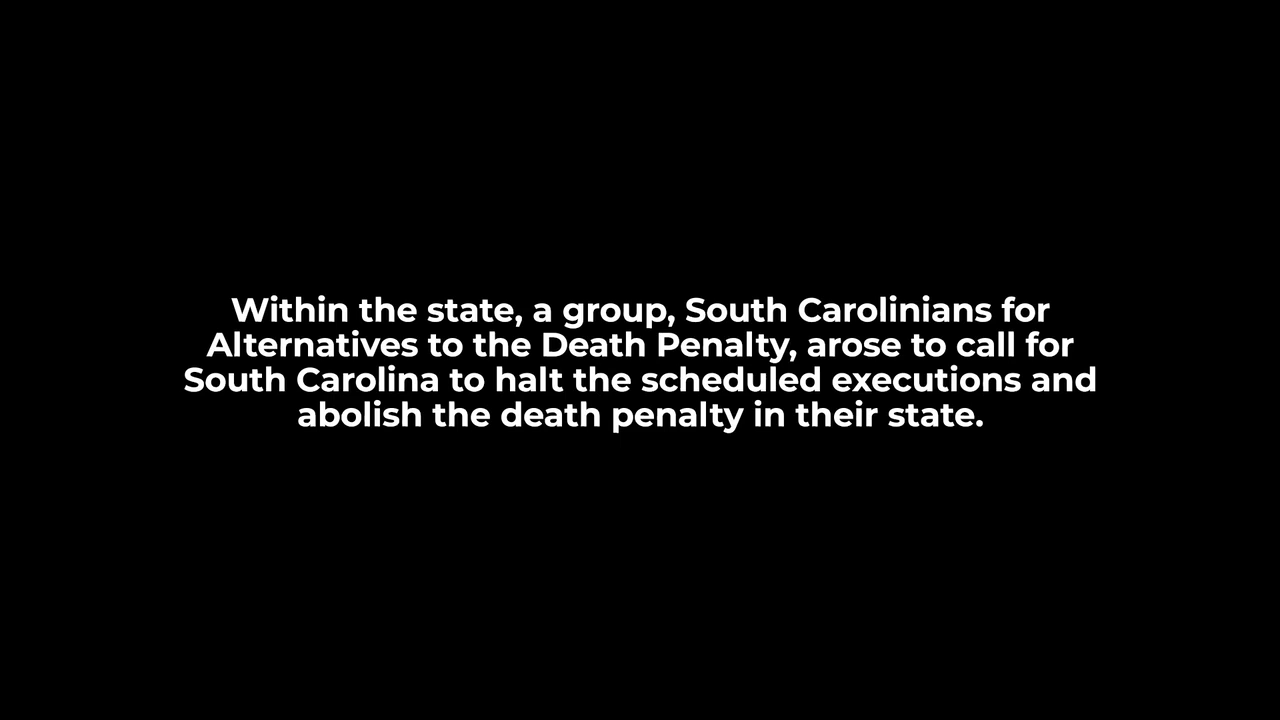 Within the state, a group, South Carolinians for
Alternatives to the Death Penalty, arose to call for
South Carolina to halt the scheduled executions and
abolish the death penalty in their state.